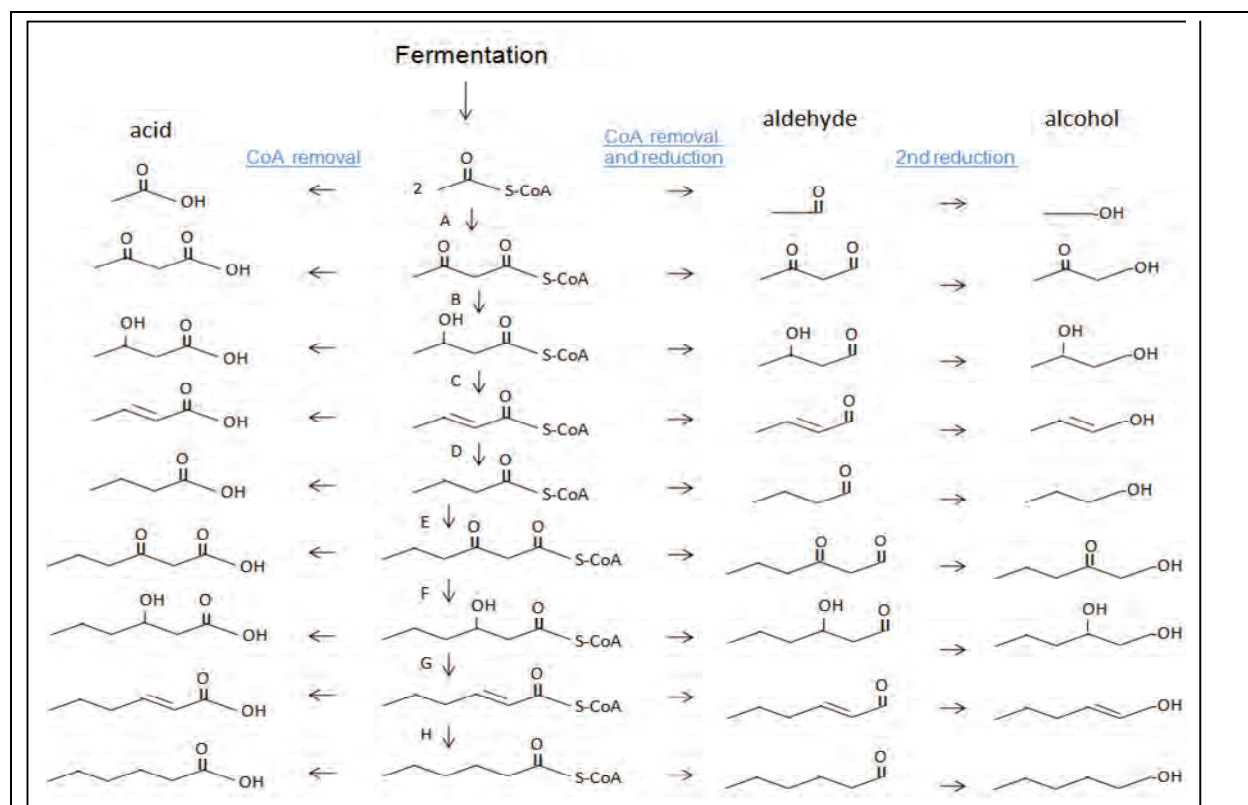 Fermentation
acid
aldehyde
alcohol
CoA removal
CoA removal
and reduction
2nd reduction
O
OH
2
O
S-CoA
O
OH
A
O O
OH
O O
S-CoA
O O
O
OH
B
OH O
OH
OH O
S-CoA
OH O
OH
OH
C
O
OH
O
S-CoA
O
OH
D
O
OH
O
S-CoA
O
OH
E
O O
OH
O O
S-CoA
O O
O
OH
F
OH O
OH
OH O
S-CoA
OH O
OH
OH
G
O
OH
O
S-CoA
O
OH
H
O
OH
O
S-CoA
O
OH